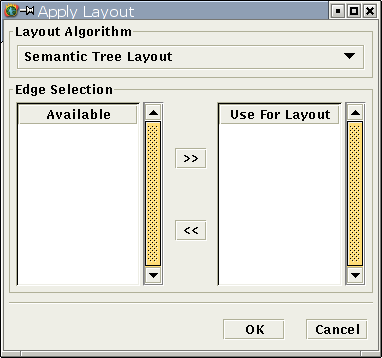 Apply Layout
Layout Algorithm
Semantic Tree Layout
Edge Selection
Available
Use For Layout
>>
<<
OK
Cancel